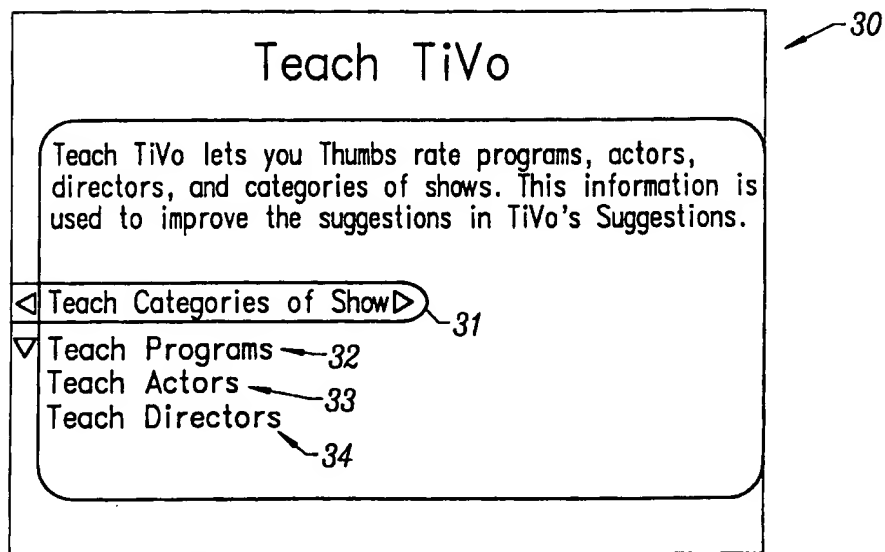 30
Teach TiVo
Teach TiVo lets you Thumbs rate programs, actors,
directors, and categories of shows. This information is
used to improve the suggestions in TiVo's Suggestions.
Teach Categories of Show
31
Teach Programs 32
Teach Actors 33
Teach Directors
34